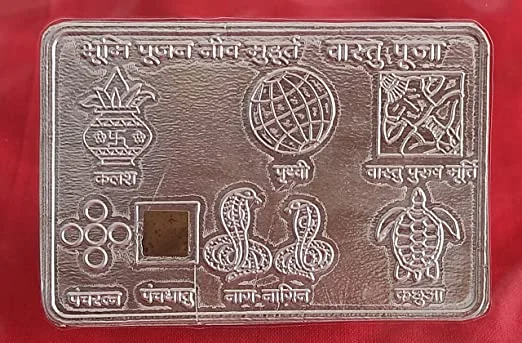 भूमि पूजन नीव मुहूर्त वास्तु पूजा
कलश पृथ्वी वास्तु पुरुष मूर्ति
पंचरत्न पंचधातु नाग-नागिन कछुआ